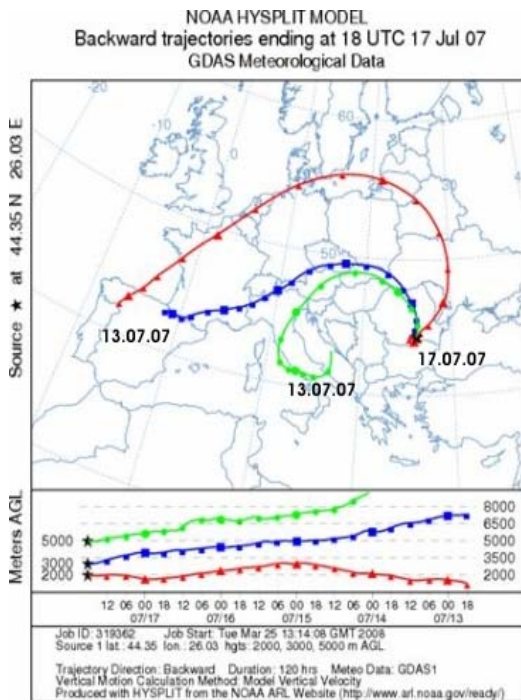 NOAA HYSPLIT MODEL
Backward trajectories ending at 18 UTC 17 Jul 07
GDAS Meteorological Data
Source ★ at 44.35 N 26.03 E
-20
-10
0
60
30
50
13.07.07
17.07.07
13.07.07
Meters AGL
5000
3000
2000
8000
6500
5000
3500
2000
12 06 00 18 12 06 00 18 12 06 00 18 12 06 00 18 12 06 00 18
07/17 07/16 07/15 07/14 07/13
Job ID: 319362 Job Start: Tue Mar 25 13:14:08 GMT 2008
Source 1 lat.: 44.35 lon.: 26.03 hgts: 2000, 3000, 5000 m AGL
Trajectory Direction: Backward Duration: 120 hrs Meteo Data: GDAS1
Vertical Motion Calculation Method: Model Vertical Velocity
Produced with HYSPLIT from the NOAA ARL Website (http://www.arl.noaa.gov/ready/)